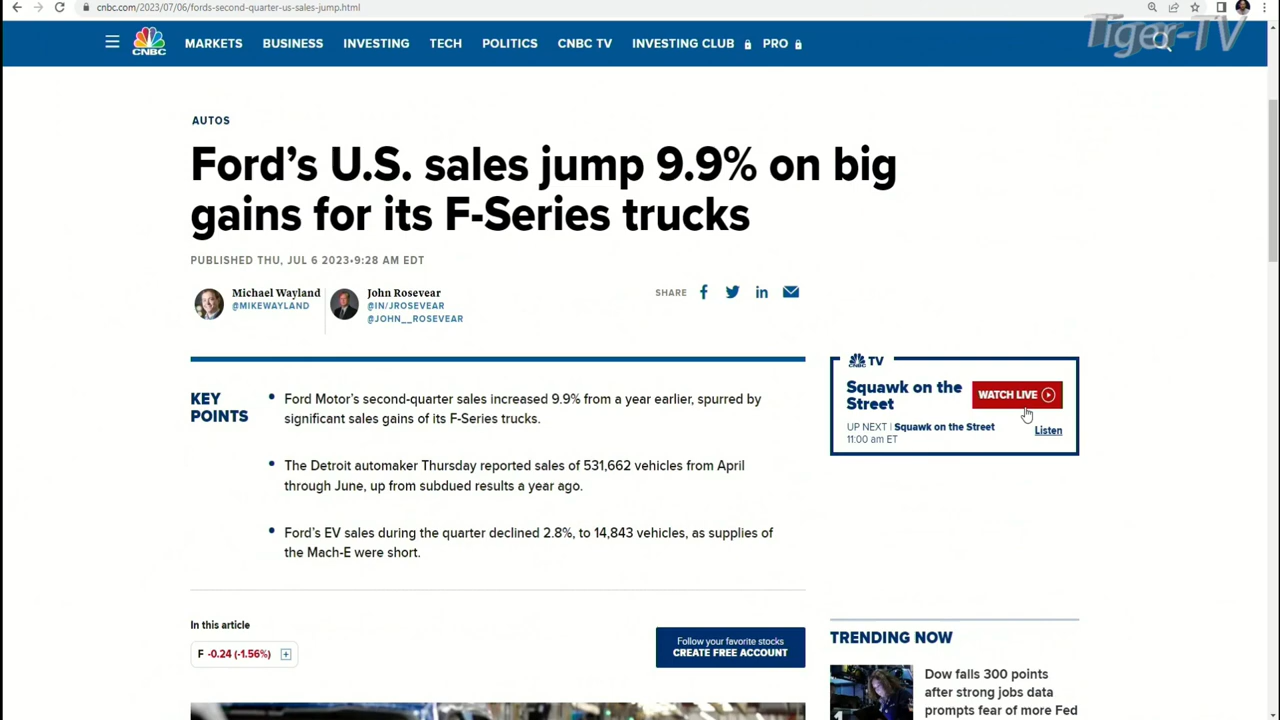 cnbc.com/2023/07/06/fords-second-quarter-us-sales-jump.html
Tiger-TV
CNBC
MARKETS BUSINESS INVESTING TECH POLITICS CNBC TV INVESTING CLUB PRO
AUTOS
Ford's U.S. sales jump 9.9% on big
gains for its F-Series trucks
PUBLISHED THU, JUL 6 2023•9:28 AM EDT
Michael Wayland
@MIKEWAYLAND
John Rosevear
@IN/JROSEVEAR
@JOHN__ROSEVEAR
SHARE
KEY
POINTS
• Ford Motor's second-quarter sales increased 9.9% from a year earlier, spurred by
significant sales gains of its F-Series trucks.
• The Detroit automaker Thursday reported sales of 531,662 vehicles from April
through June, up from subdued results a year ago.
• Ford's EV sales during the quarter declined 2.8%, to 14,843 vehicles, as supplies of
the Mach-E were short.
CNBC TV
Squawk on the
Street
WATCH LIVE
UP NEXT | Squawk on the Street
11:00 am ET
Listen
In this article
F -0.24 (-1.56%)
Follow your favorite stocks
CREATE FREE ACCOUNT
TRENDING NOW
Dow falls 300 points
after strong jobs data
prompts fear of more Fed
1